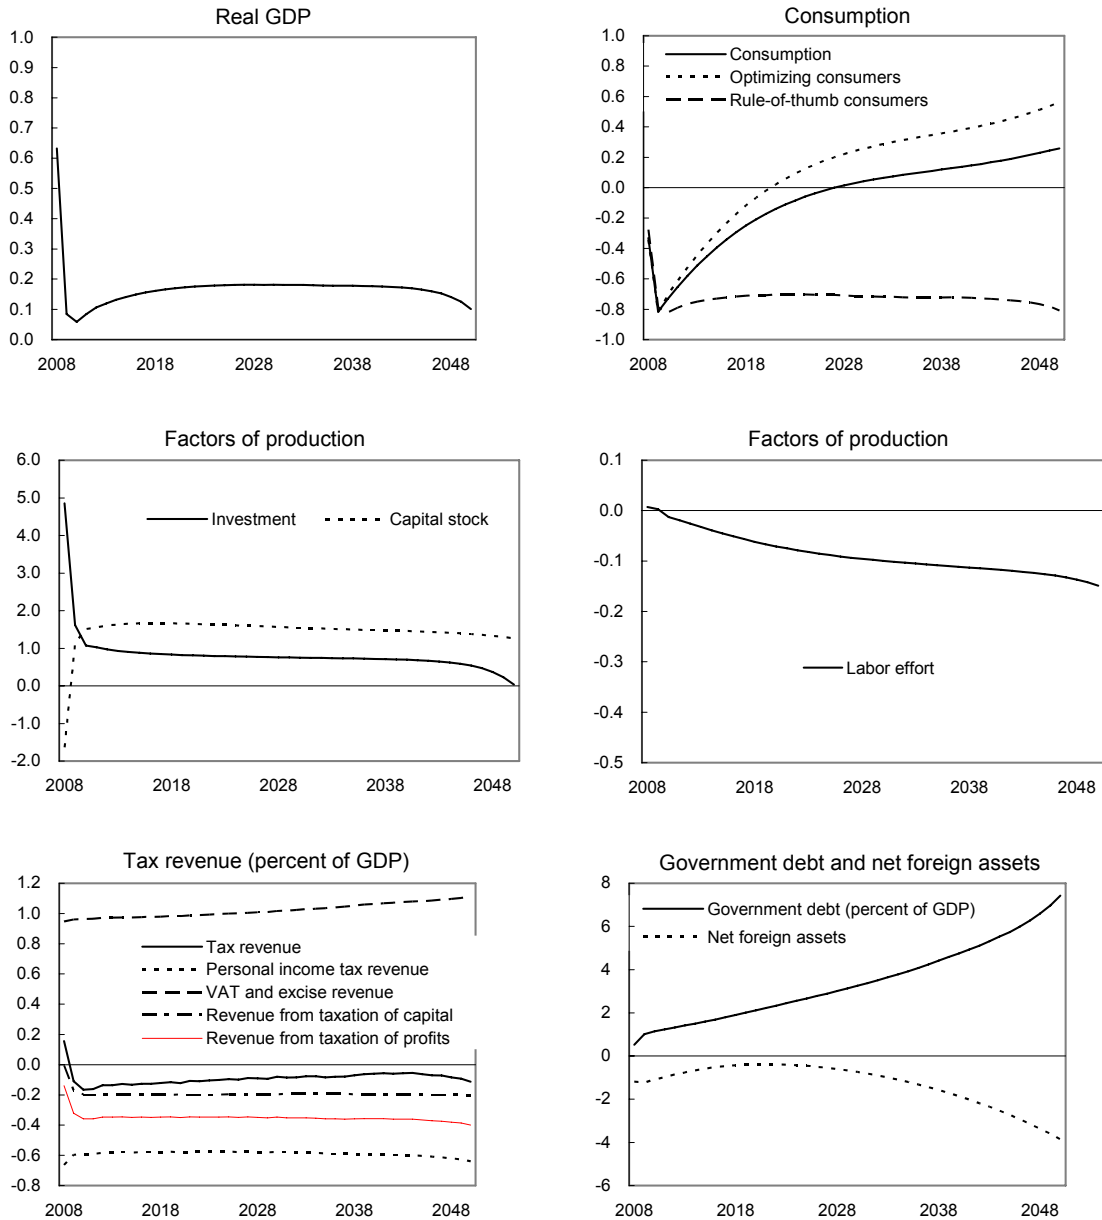 Real GDP
1.0
0.9
0.8
0.7
0.6
0.5
0.4
0.3
0.2
0.1
0.0
2008 2018 2028 2038 2048
Consumption
1.0
0.8
0.6
0.4
0.2
0.0
-0.2
-0.4
-0.6
-0.8
-1.0
Consumption
Optimizing consumers
Rule-of-thumb consumers
2008 2018 2028 2038 2048
Factors of production
6.0
5.0
4.0
3.0
2.0
1.0
0.0
-1.0
-2.0
Investment Capital stock
2008 2018 2028 2038 2048
Factors of production
0.1
0.0
-0.1
-0.2
-0.3
-0.4
-0.5
Labor effort
2008 2018 2028 2038 2048
Tax revenue (percent of GDP)
1.2
1.0
0.8
0.6
0.4
0.2
0.0
-0.2
-0.4
-0.6
-0.8
Tax revenue
Personal income tax revenue
VAT and excise revenue
Revenue from taxation of capital
Revenue from taxation of profits
2008 2018 2028 2038 2048
Government debt and net foreign assets
8
6
4
2
0
-2
-4
-6
Government debt (percent of GDP)
Net foreign assets
2008 2018 2028 2038 2048